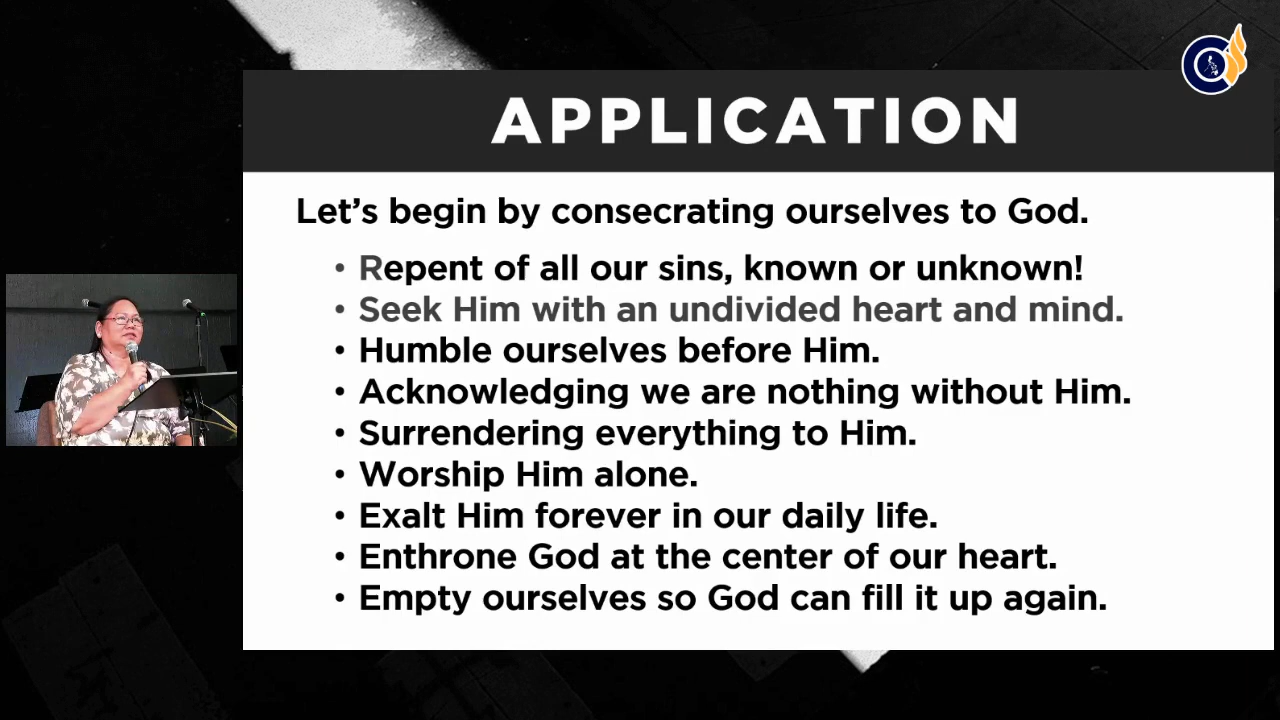 APPLICATION
Let's begin by consecrating ourselves to God.
• Repent of all our sins, known or unknown!
• Seek Him with an undivided heart and mind.
• Humble ourselves before Him.
• Acknowledging we are nothing without Him.
• Surrendering everything to Him.
• Worship Him alone.
• Exalt Him forever in our daily life.
• Enthrone God at the center of our heart.
• Empty ourselves so God can fill it up again.